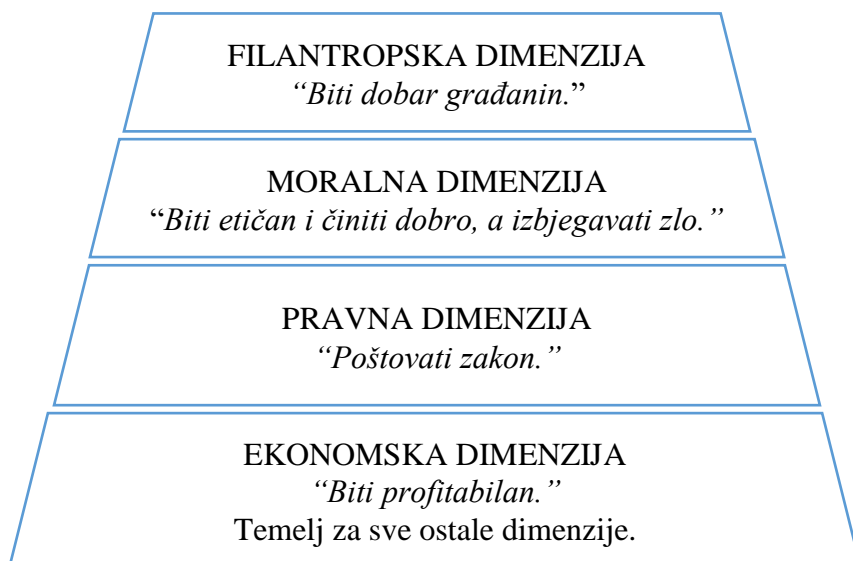 FILANTROPSKA DIMENZIJA
“Biti dobar građanin.”
MORALNA DIMENZIJA
“Biti etičan i činiti dobro, a izbjegavati zlo.”
PRAVNA DIMENZIJA
“Poštovati zakon.”
EKONOMSKA DIMENZIJA
“Biti profitabilan.”
Temelj za sve ostale dimenzije.